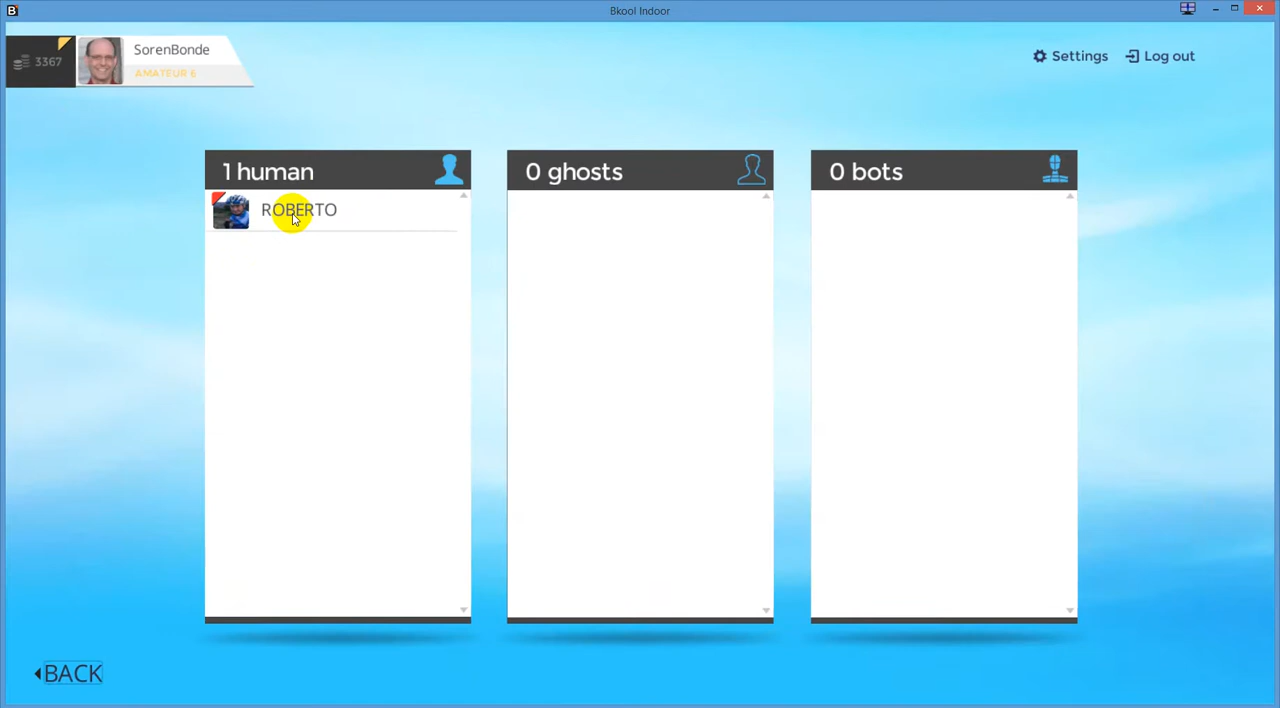 Bkool Indoor
3367
SorenBonde
AMATEUR 6
Settings
Log out
1 human
0 ghosts
0 bots
ROBERTO
BACK